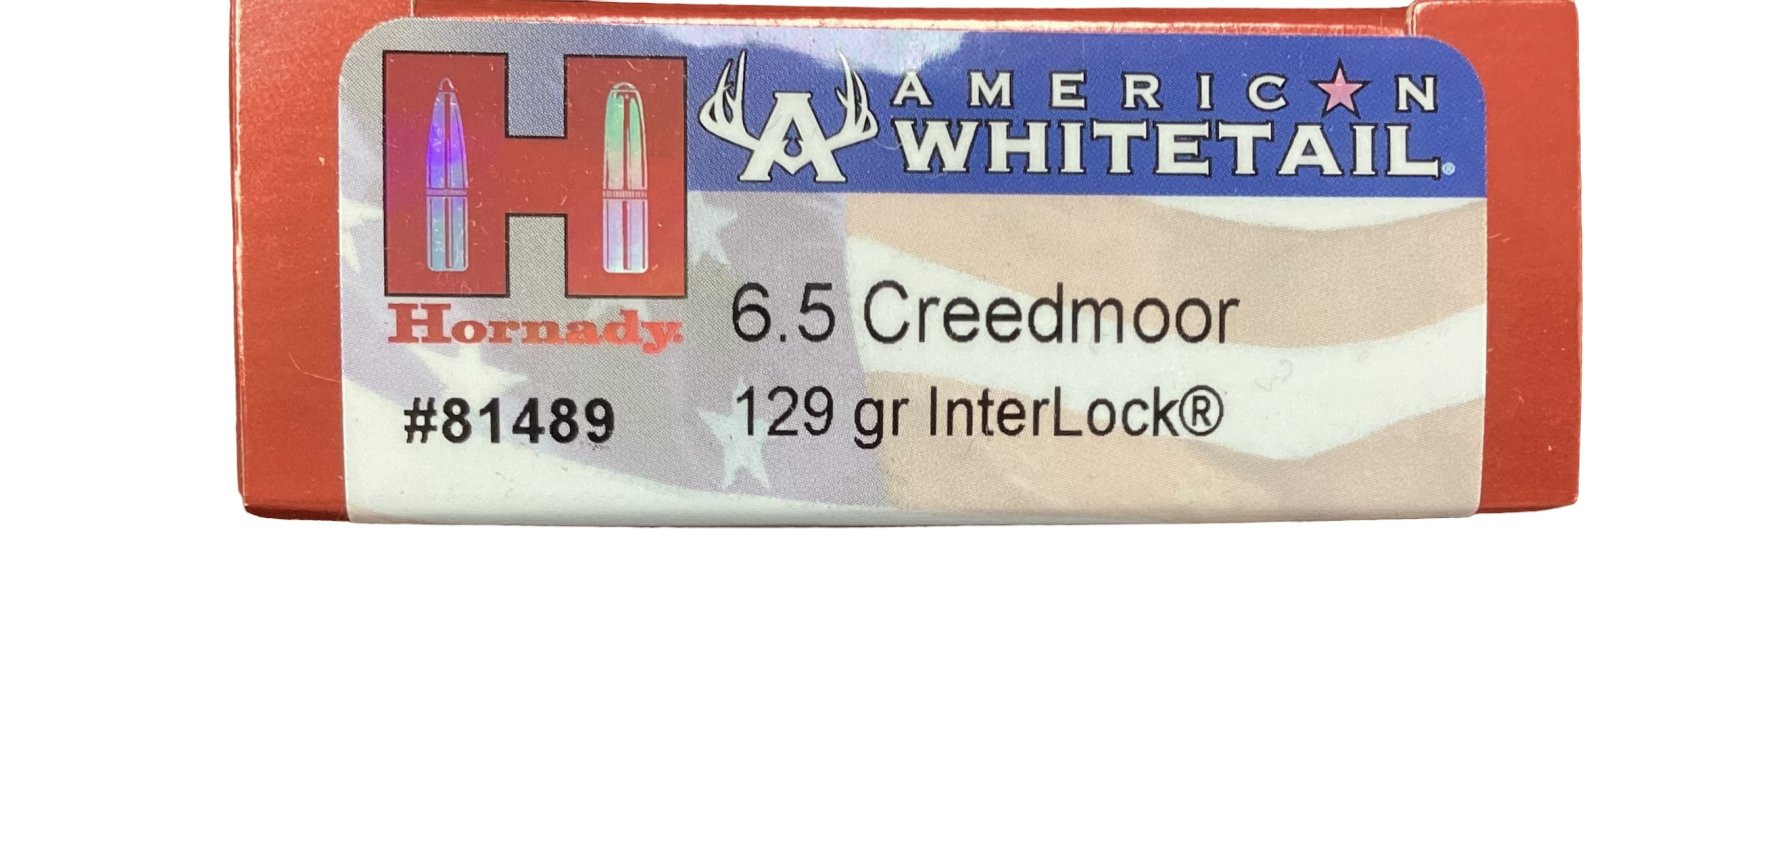 AMERIC★N
WHITETAIL®
Hornady.
6.5 Creedmoor
129 gr InterLock®
#81489